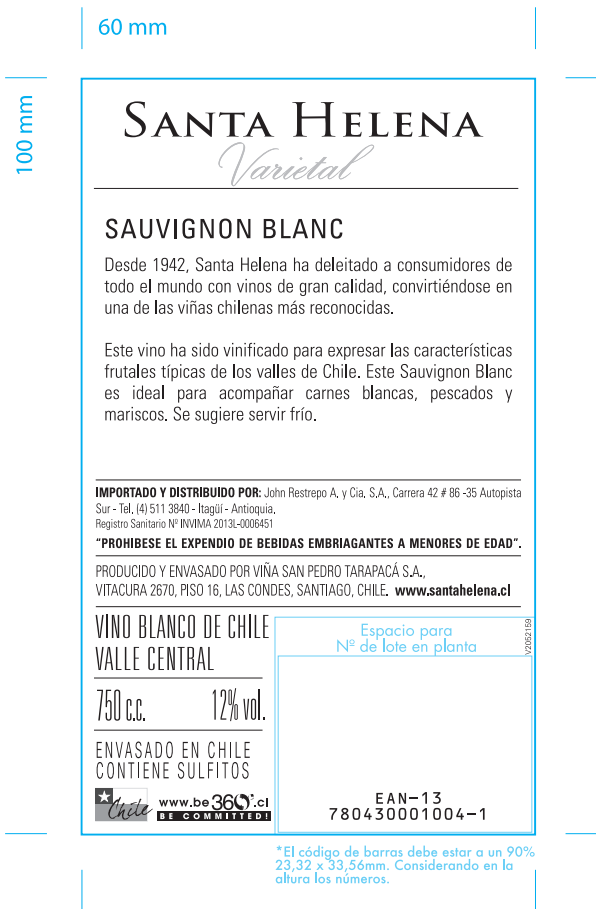 60 mm
100 mm
SANTA HELENA
Varietal
SAUVIGNON BLANC
Desde 1942, Santa Helena ha deleitado a consumidores de
todo el mundo con vinos de gran calidad, convirtiéndose en
una de las viñas chilenas más reconocidas.
Este vino ha sido vinificado para expresar las características
frutales típicas de los valles de Chile. Este Sauvignon Blanc
es ideal para acompañar carnes blancas, pescados y
mariscos. Se sugiere servir frío.
IMPORTADO Y DISTRIBUIDO POR: John Restrepo A. y Cia. S.A., Carrera 42 # 86 -35 Autopista
Sur - Tel. (4) 511 3840 - Itagüí - Antioquia.
Registro Sanitario Nº INVIMA 2013L-0006451
“PROHIBESE EL EXPENDIO DE BEBIDAS EMBRIAGANTES A MENORES DE EDAD”.
PRODUCIDO Y ENVASADO POR VIÑA SAN PEDRO TARAPACÁ S.A.,
VITACURA 2670, PISO 16, LAS CONDES, SANTIAGO, CHILE. www.santahelena.cl
VINO BLANCO DE CHILE
VALLE CENTRAL
750 c.c. 12% vol.
ENVASADO EN CHILE
CONTIENE SULFITOS
Chile
www.be360°.cl
BE COMMITTED!
Espacio para
Nº de lote en planta
V2052159
EAN-13
780430001004-1
*El código de barras debe estar a un 90%
23,32 x 33,56mm. Considerando en la
altura los números.